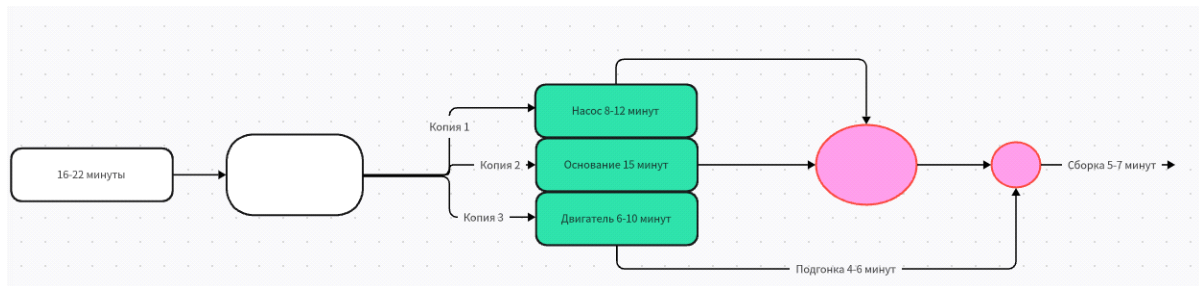 16-22 минуты
Копия 1
Копия 2
Копия 3
Насос 8-12 минут
Основание 15 минут
Двигатель 6-10 минут
Подгонка 4-6 минут
Сборка 5-7 минут